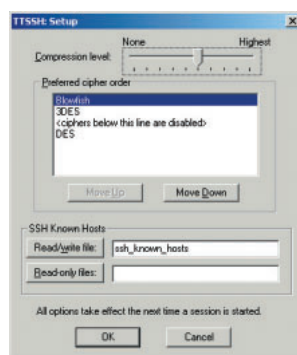 TTSSH: Setup
None Highest
Compression level:
Preferred cipher order
Blowfish
3DES
<ciphers below this line are disabled>
DES
Move Up Move Down
SSH Known Hosts
Read/write file: ssh_known_hosts
Read-only files:
All options take effect the next time a session is started.
OK Cancel